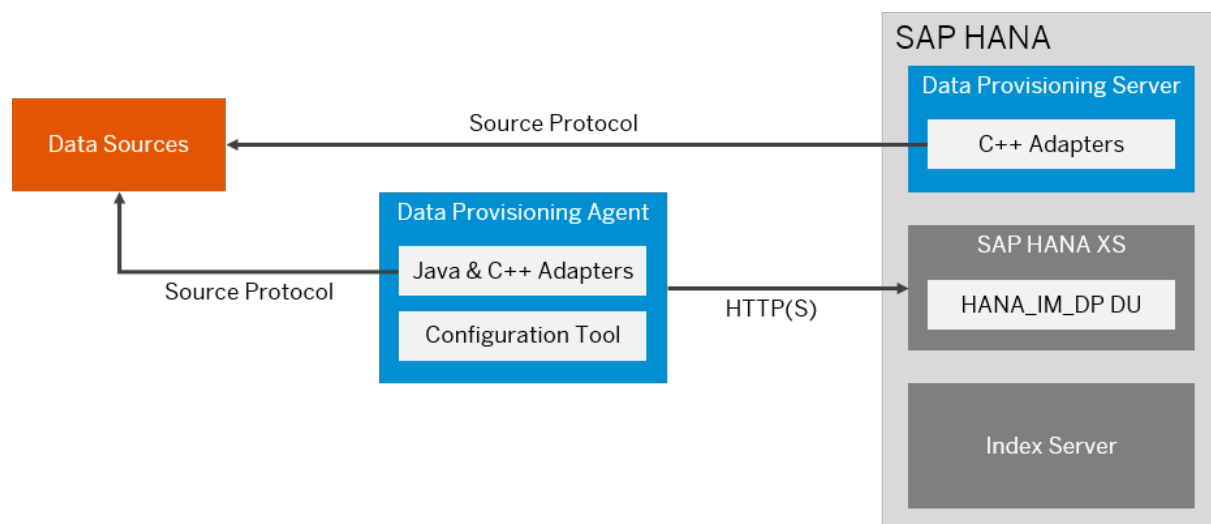 SAP HANA
Data Provisioning Server
C++ Adapters
Source Protocol
Data Sources
Data Provisioning Agent
Java & C++ Adapters
Configuration Tool
Source Protocol
HTTP(S)
SAP HANA XS
HANA_IM_DP DU
Index Server